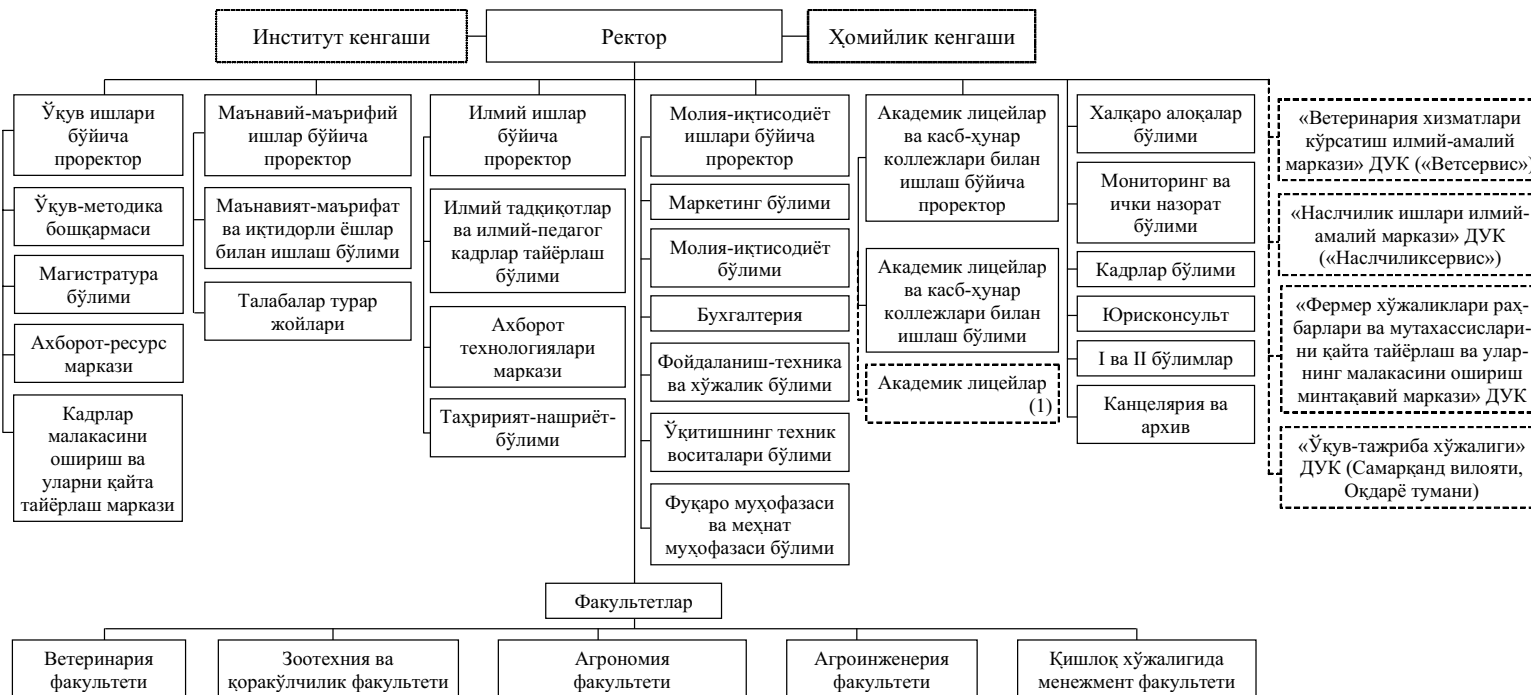 Институт кенгаши
Ректор
Ҳомийлик кенгаши
Ўқув ишлари
бўйича
проректор
Ўқув-методика
бошқармаси
Магистратура
бўлими
Ахборот-ресурс
маркази
Кадрлар
малакасини
ошириш ва
уларни қайта
тайёрлаш маркази
Маънавий-маърифий
ишлар бўйича
проректор
Маънавият-маърифат
ва иқтидорли ёшлар
билан ишлаш бўлими
Талабалар турар
жойлари
Илмий ишлар
бўйича
проректор
Илмий тадқиқотлар
ва илмий-педагог
кадрлар тайёрлаш
бўлими
Ахборот
технологиялари
маркази
Таҳририят-нашриёт-
бўлими
Молия-иқтисодиёт
ишлари бўйича
проректор
Маркетинг бўлими
Молия-иқтисодиёт
бўлими
Бухгалтерия
Фойдаланиш-техника
ва хўжалик бўлими
Ўқитишнинг техник
воситалари бўлими
Фуқаро муҳофазаси
ва меҳнат
муҳофазаси бўлими
Академик лицейлар
ва касб-ҳунар
коллежлари билан
ишлаш бўйича
проректор
Академик лицейлар
ва касб-ҳунар
коллежлари билан
ишлаш бўлими
Академик лицейлар
(1)
Халқаро алоқалар
бўлими
Мониторинг ва
ички назорат
бўлими
Кадрлар бўлими
Юрисконсульт
I ва II бўлимлар
Канцелярия ва
архив
«Ветеринария хизматлари
кўрсатиш илмий-амалий
маркази» ДУК («Ветсервис»)
«Наслчилик ишлари илмий-
амалий маркази» ДУК
(«Наслчиликсервис»)
«Фермер хўжаликлари раҳ-
барлари ва мутахассислари-
ни қайта тайёрлаш ва улар-
нинг малакасини ошириш
минтақавий маркази» ДУК
«Ўқув-тажриба хўжалиги»
ДУК (Самарқанд вилояти,
Оқдарё тумани)
Факультетлар
Ветеринария
факультети
Зоотехния ва
қоракўлчилик факультети
Агрономия
факультети
Агроинженерия
факультети
Қишлоқ хўжалигида
менежмент факультети